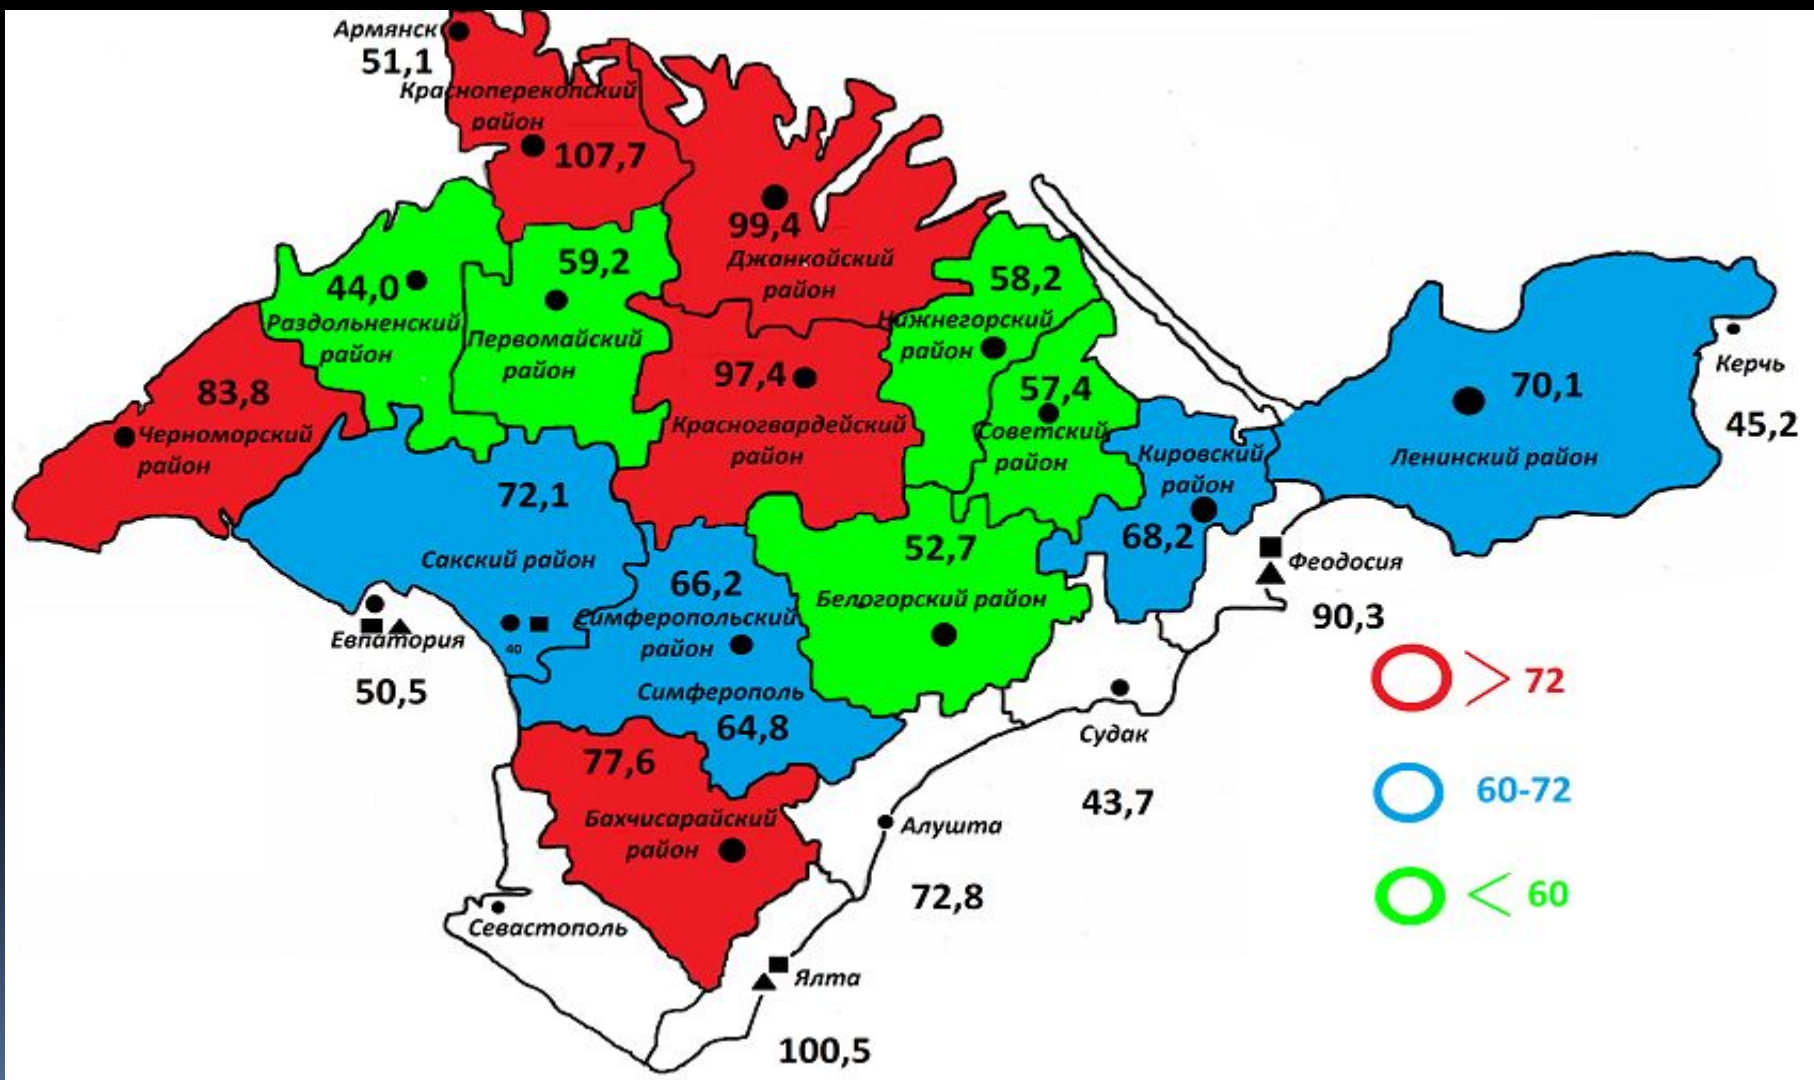 Армянск
51,1
Красноперекопский
район
107,7
99,4
Джанкойский
район
44,0
Раздольненский
район
59,2
Первомайский
район
58,2
Нижнегорский
район
83,8
Черноморский
район
97,4
Красногвардейский
район
57,4
Советский
район
Кировский
район
68,2
70,1
Ленинский район
Керчь
45,2
72,1
Сакский район
40
Евпатория
50,5
66,2
Симферопольский
район
Симферополь
64,8
52,7
Белогорский район
Феодосия
90,3
Судак
43,7
77,6
Бахчисарайский
район
Алушта
72,8
Севастополь
Ялта
100,5
> 72
60-72
< 60